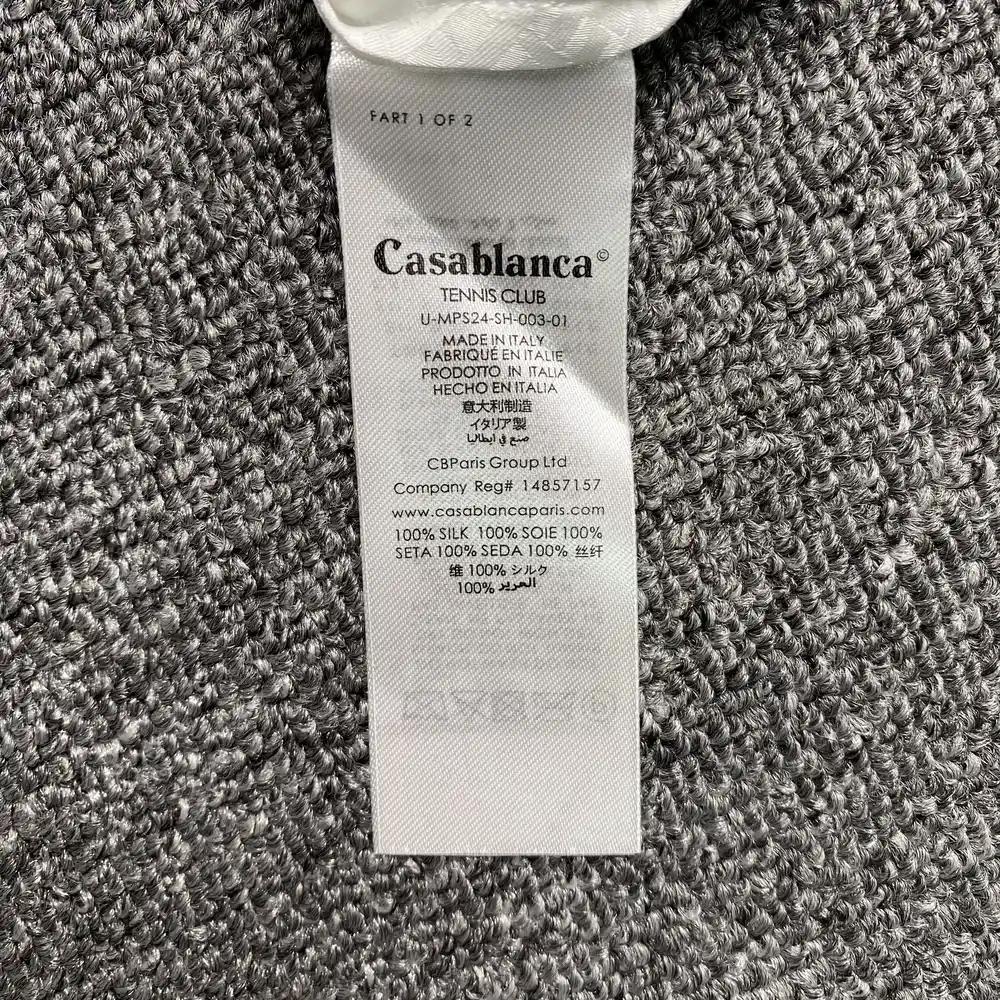 PART 1 OF 2
Casablanca©
TENNIS CLUB
U-MPS24-SH-003-01
MADE IN ITALY
FABRIQUÉ EN ITALIE
PRODOTTO IN ITALIA
HECHO EN ITALIA
意大利制造
イタリア製
صنع في ايطاليا
CBParis Group Ltd
Company Reg# 14857157
www.casablancaparis.com
100% SILK 100% SOIE 100%
SETA 100% SEDA 100% 丝纤
维 100% シルク
100% العرير